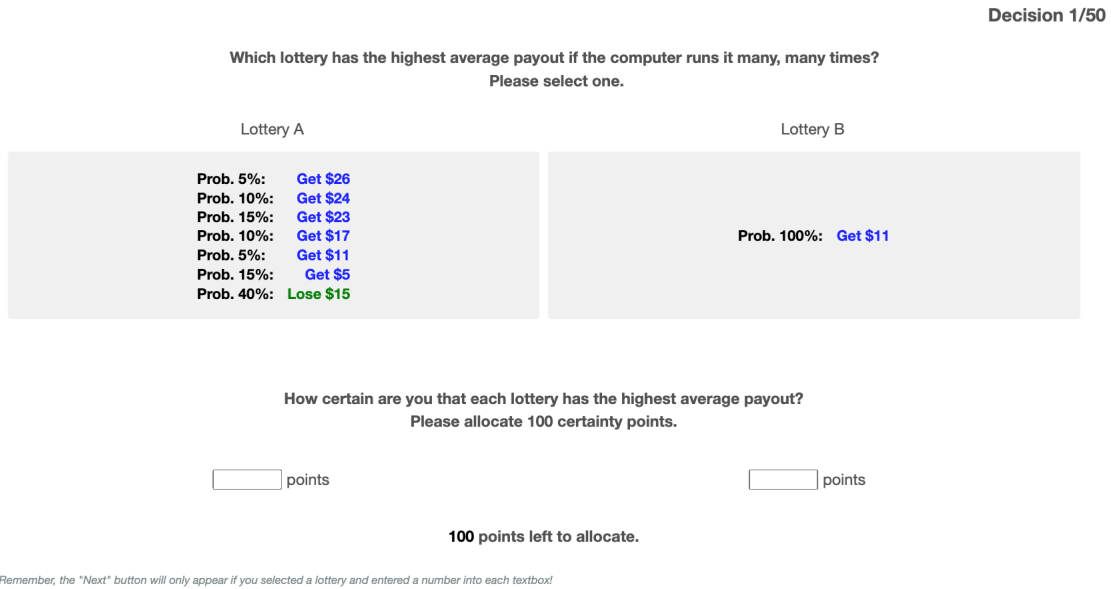 Decision 1/50
Which lottery has the highest average payout if the computer runs it many, many times?
Please select one.
Lottery A
Lottery B
Prob. 5%: Get $26
Prob. 10%: Get $24
Prob. 15%: Get $23
Prob. 10%: Get $17
Prob. 5%: Get $11
Prob. 15%: Get $5
Prob. 40%: Lose $15
Prob. 100%: Get $11
How certain are you that each lottery has the highest average payout?
Please allocate 100 certainty points.
points
points
100 points left to allocate.
Remember, the "Next" button will only appear if you selected a lottery and entered a number into each textbox!